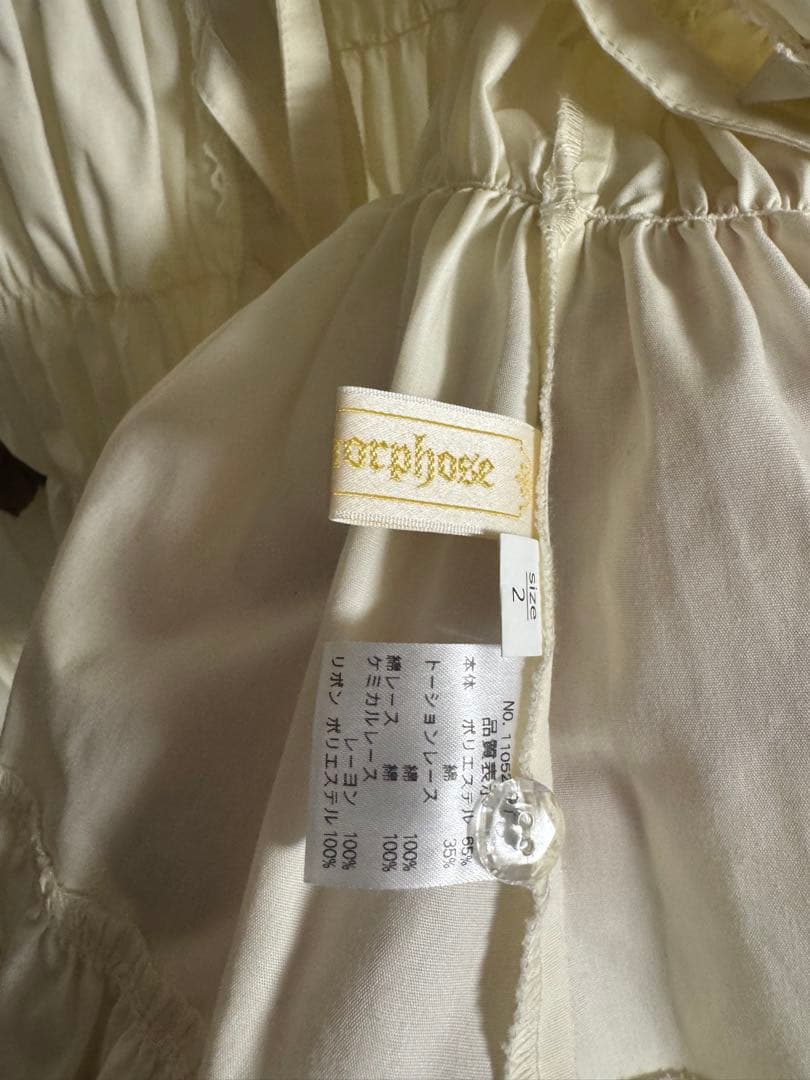 orphose
size
2
NO. 1105
品質表示
本体 ポリエステル 65%
綿 35%
トーションレース
綿 100%
綿レース 綿 100%
ケミカルレース
レーヨン 100%
リボン ポリエステル 100%